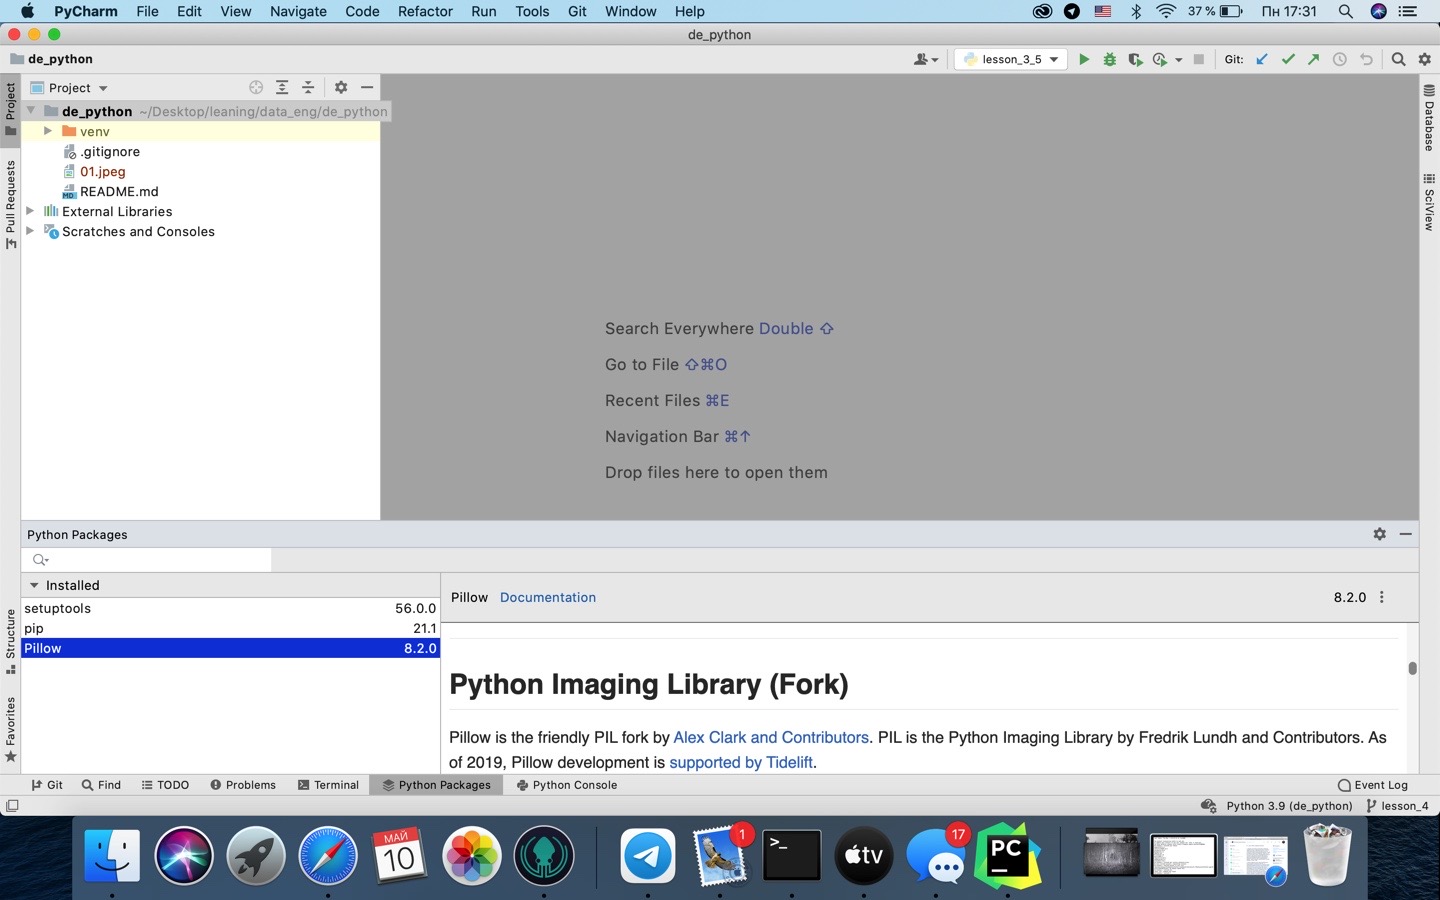 PyCharm File Edit View Navigate Code Refactor Run Tools Git Window Help 37 % Пн 17:31
de_python
de_python lesson_3_5 Git:
Project
Project
de_python ~/Desktop/leaning/data_eng/de_python
venv
.gitignore
01.jpeg
README.md
External Libraries
Scratches and Consoles
Pull Requests
Database
SciView
Search Everywhere Double ⇧
Go to File ⇧⌘O
Recent Files ⌘E
Navigation Bar ⌘↑
Drop files here to open them
Python Packages
Installed
setuptools 56.0.0
pip 21.1
Pillow 8.2.0
Pillow Documentation 8.2.0
Python Imaging Library (Fork)
Pillow is the friendly PIL fork by Alex Clark and Contributors. PIL is the Python Imaging Library by Fredrik Lundh and Contributors. As
of 2019, Pillow development is supported by Tidelift.
Structure
Favorites
Git Find TODO Problems Terminal Python Packages Python Console Event Log
Python 3.9 (de_python) lesson_4
МАЙ
10
1
>_
tv
17
PC